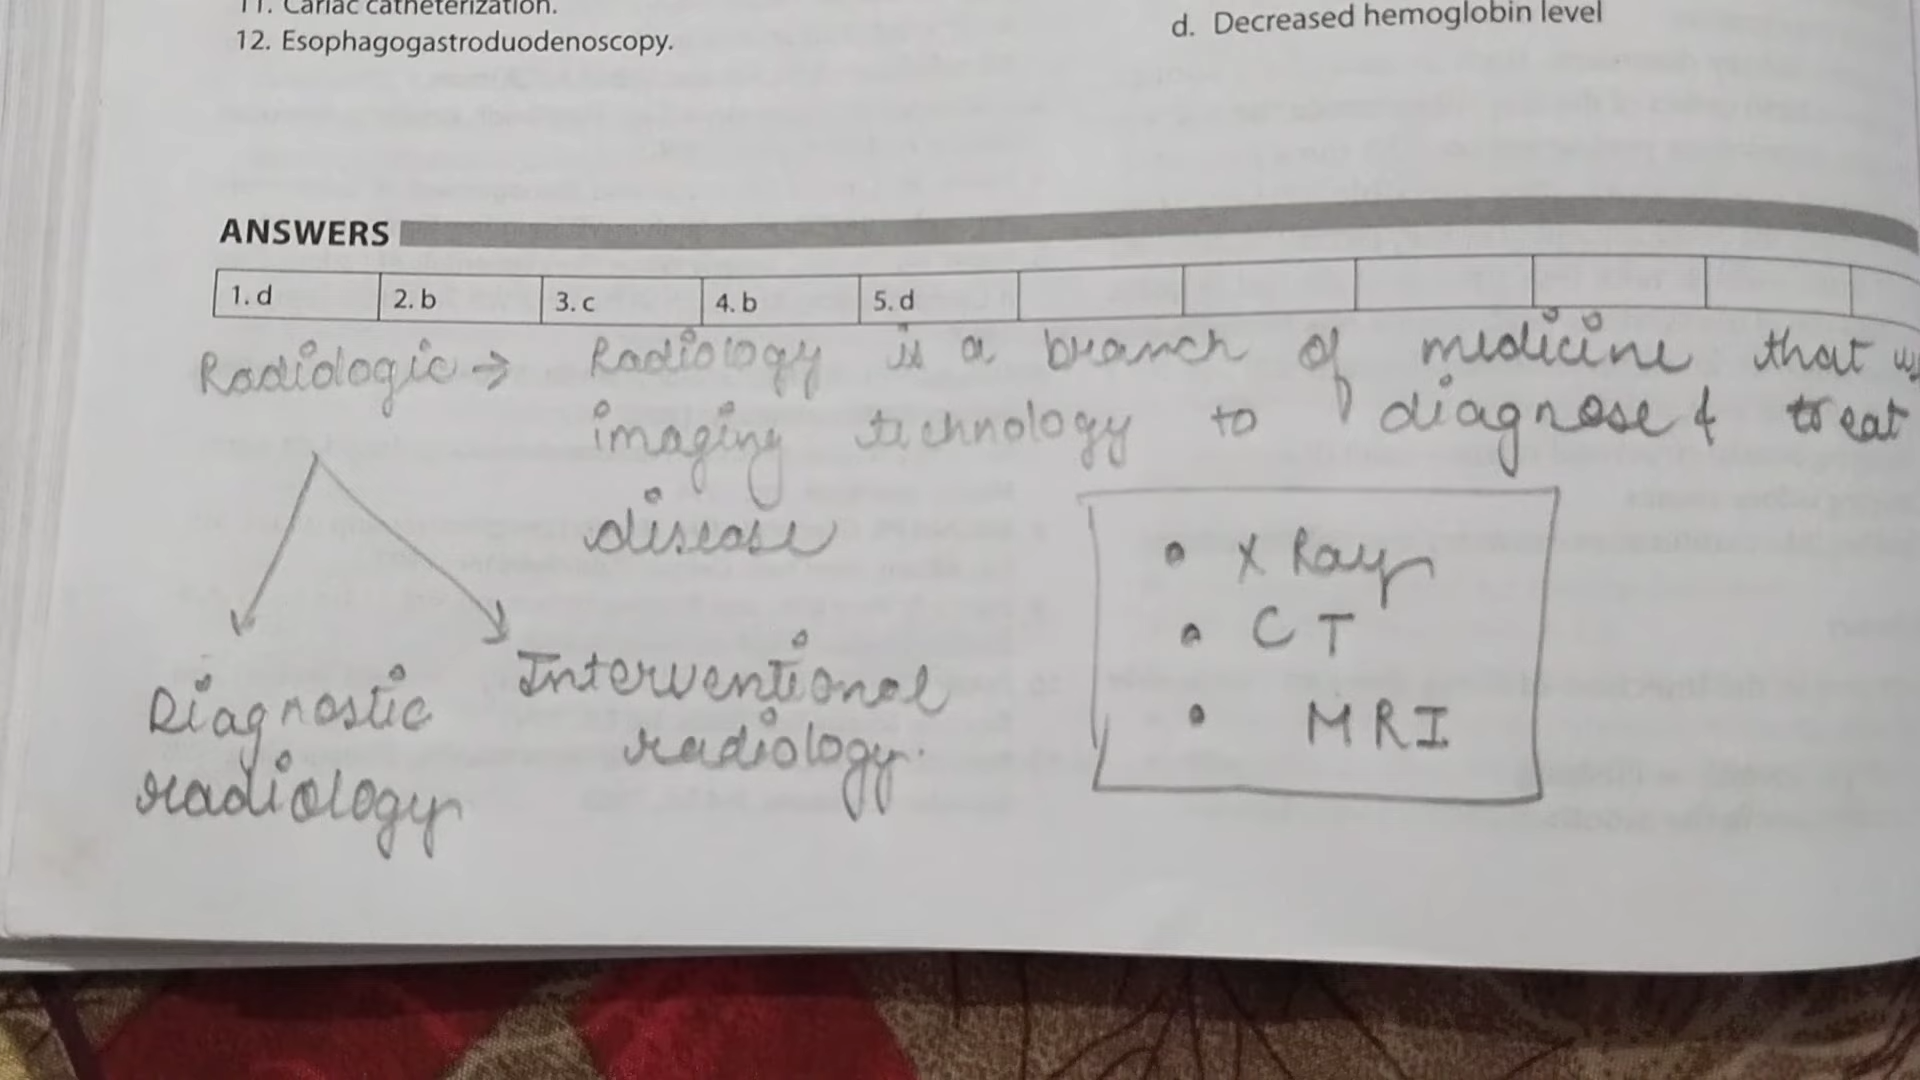 11. Cariac catheterization.
12. Esophagogastroduodenoscopy.
d. Decreased hemoglobin level
ANSWERS
1. d 2. b 3. c 4. b 5. d
Radiologic → Radiology is a branch of medicine that
imaging technology to diagnose & treat
disease
• X Ray
• CT
• MRI
Diagnostic
radiology
Interventional
radiology.